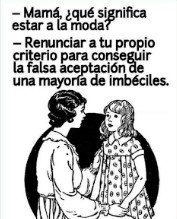 – Mamá, ¿qué significa
estar a la moda?
– Renunciar a tu propio
criterio para conseguir
la falsa aceptación de
una mayoría de imbéciles.